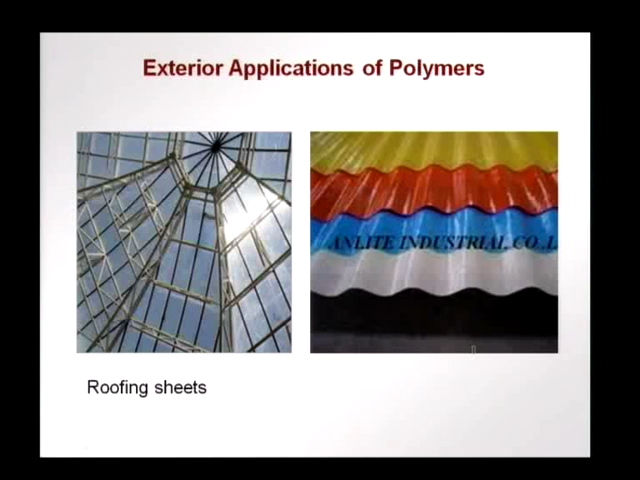 Exterior Applications of Polymers
ANLITE INDUSTRIAL CO.,L
Roofing sheets